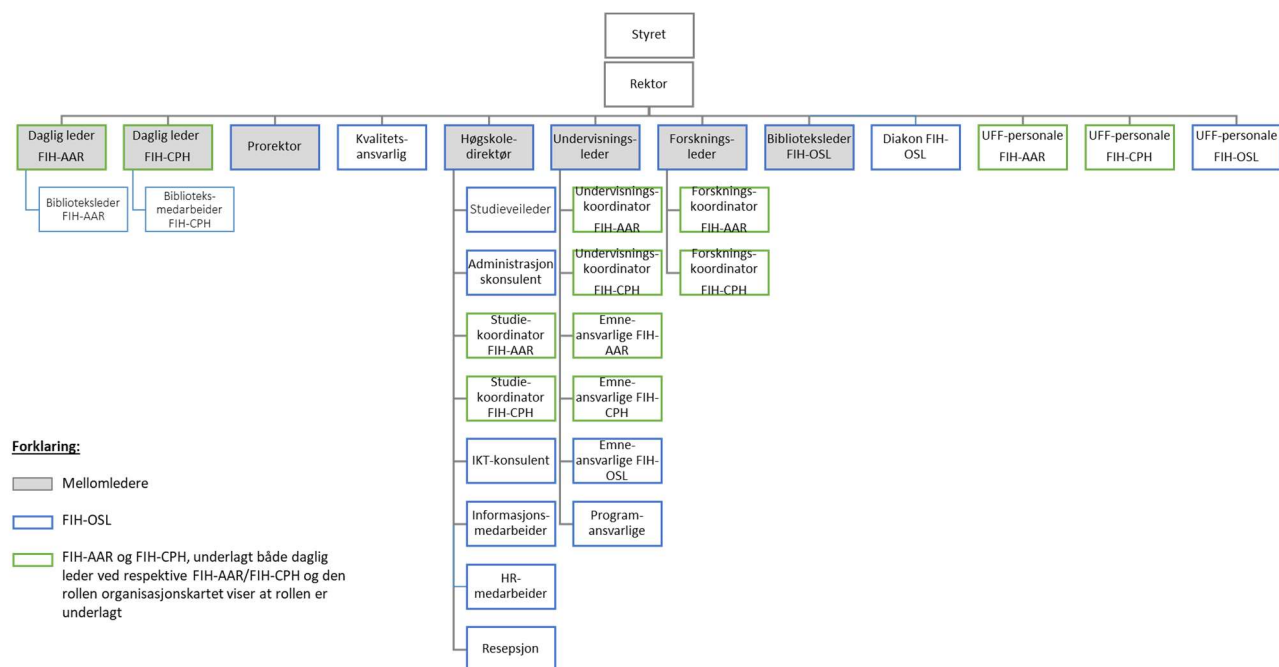 Styret
Rektor
Daglig leder
FIH-AAR
Daglig leder
FIH-CPH
Prorektor
Kvalitets-
ansvarlig
Høgskole-
direktør
Undervisnings-
leder
Forsknings-
leder
Biblioteksleder
FIH-OSL
Diakon FIH-
OSL
UFF-personale
FIH-AAR
UFF-personale
FIH-CPH
UFF-personale
FIH-OSL
Biblioteksleder
FIH-AAR
Biblioteks-
medarbeider
FIH-CPH
Studieveileder
Administrasjon
skonsulent
Studie-
koordinator
FIH-AAR
Studie-
koordinator
FIH-CPH
IKT-konsulent
Informasjons-
medarbeider
HR-
medarbeider
Resepsjon
Undervisnings-
koordinator
FIH-AAR
Undervisnings-
koordinator
FIH-CPH
Emne-
ansvarlige FIH-
AAR
Emne-
ansvarlige FIH-
CPH
Emne-
ansvarlige FIH-
OSL
Program-
ansvarlige
Forsknings-
koordinator
FIH-AAR
Forsknings-
koordinator
FIH-CPH
Forklaring:
Mellomledere
FIH-OSL
FIH-AAR og FIH-CPH, underlagt både daglig
leder ved respektive FIH-AAR/FIH-CPH og den
rollen organisasjonskartet viser at rollen er
underlagt